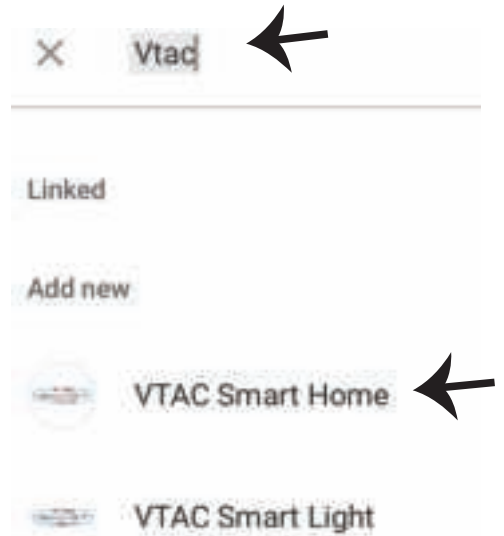 Vtac
Linked
Add new
VTAC Smart Home
VTAC Smart Light